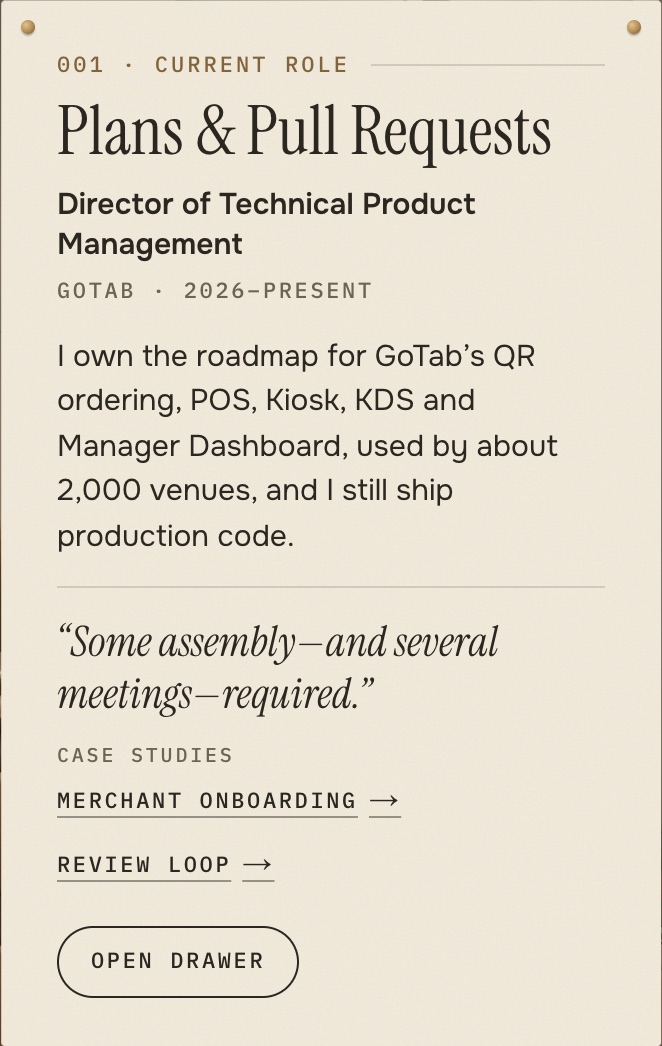 001 · CURRENT ROLE
Plans & Pull Requests
Director of Technical Product
Management
GOTAB · 2026–PRESENT
I own the roadmap for GoTab’s QR
ordering, POS, Kiosk, KDS and
Manager Dashboard, used by about
2,000 venues, and I still ship
production code.
“Some assembly—and several
meetings—required.”
CASE STUDIES
MERCHANT ONBOARDING →
REVIEW LOOP →
OPEN DRAWER